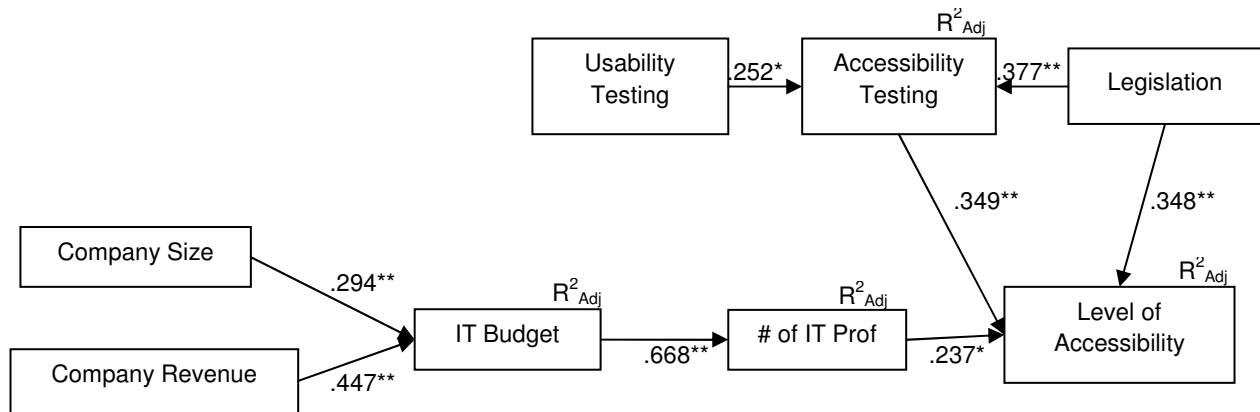 R²Adj
Usability
Testing
.252*
Accessibility
Testing
.377**
Legislation
.349**
.348**
Company Size
.294**
R²Adj
IT Budget
.668**
R²Adj
# of IT Prof
.237*
R²Adj
Level of
Accessibility
Company Revenue
.447**